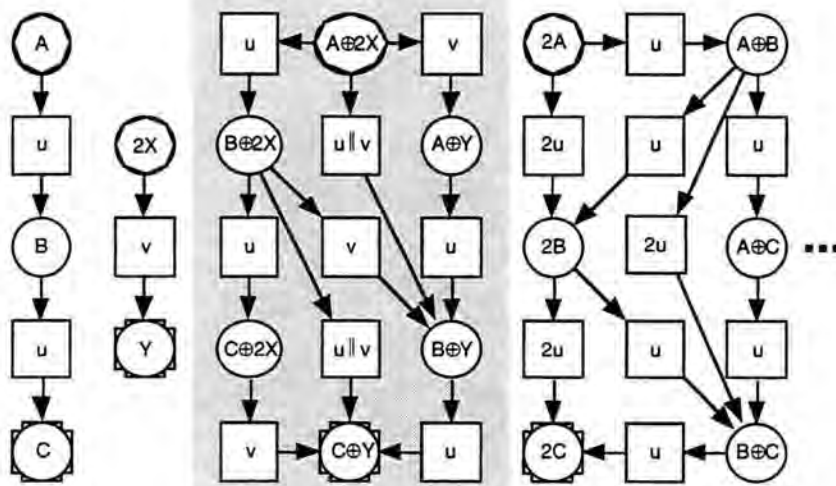 A u A⊕2X v 2A u A⊕B
u 2X B⊕2X u∥v A⊕Y 2u u u
B v u v u 2B 2u A⊕C ...
u Y C⊕2X u∥v B⊕Y 2u u u
C v C⊕Y u 2C u B⊕C